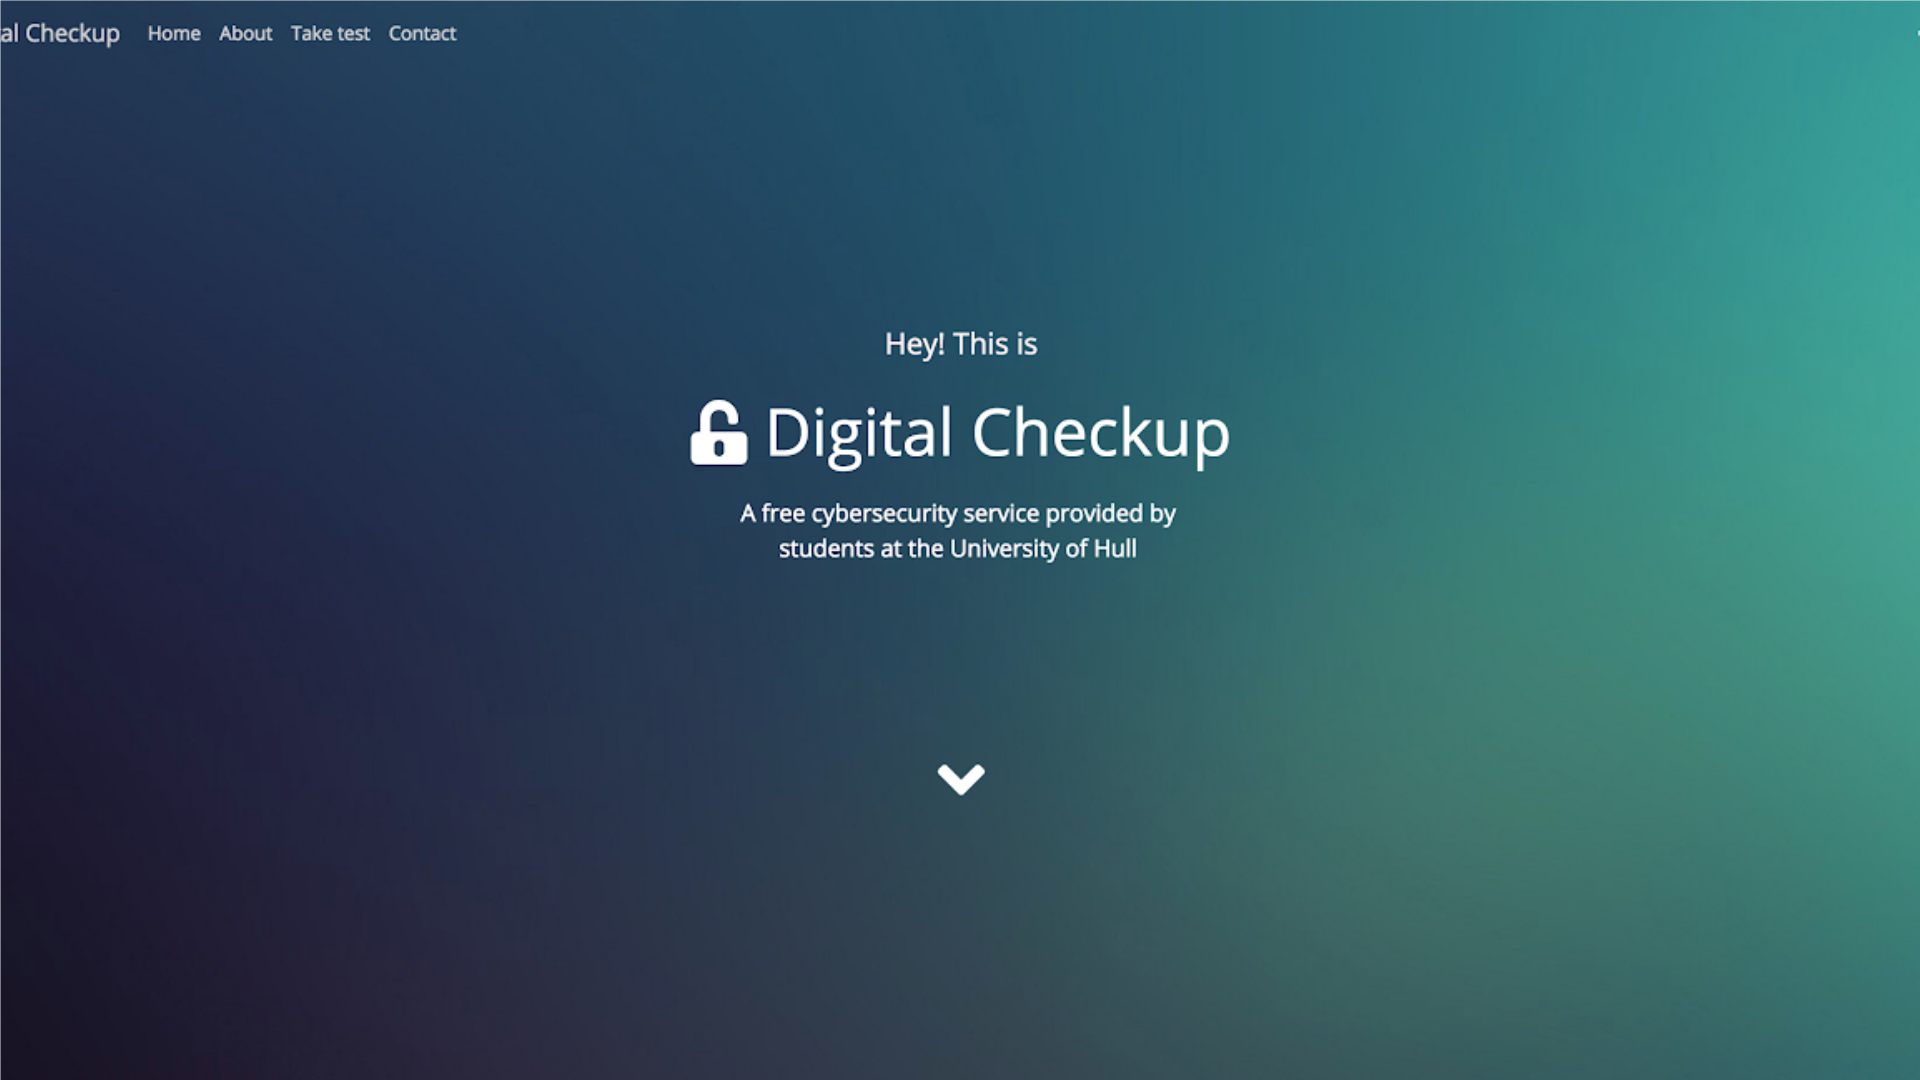 al Checkup Home About Take test Contact
Hey! This is
Digital Checkup
A free cybersecurity service provided by
students at the University of Hull